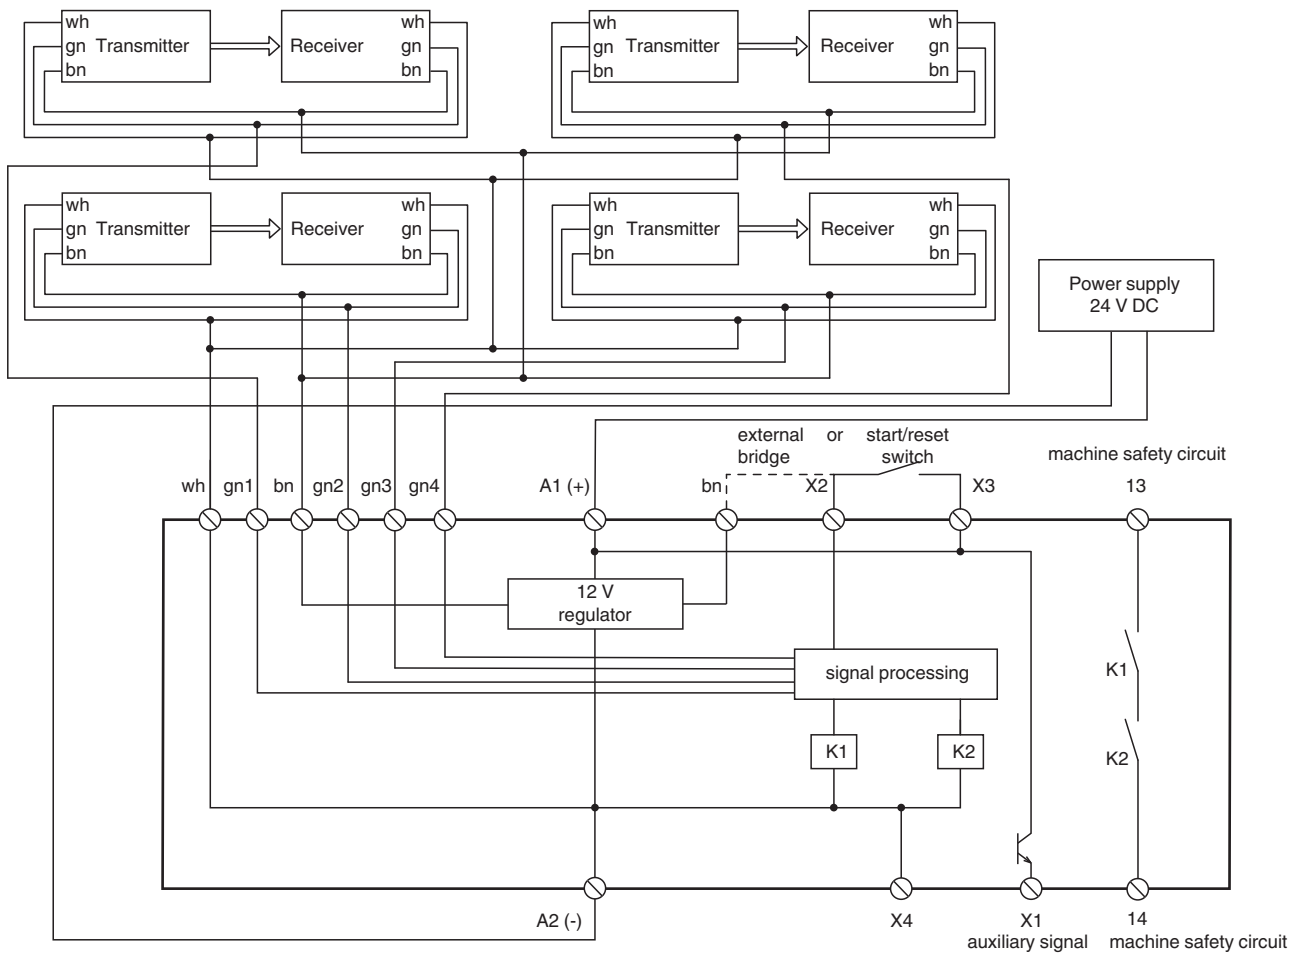 wh
gn Transmitter
bn
wh
Receiver gn
bn
wh
gn Transmitter
bn
wh
Receiver gn
bn
wh
gn Transmitter
bn
wh
Receiver gn
bn
wh
gn Transmitter
bn
wh
Receiver gn
bn
Power supply
24 V DC
external or start/reset
bridge switch
machine safety circuit
wh gn1 bn gn2 gn3 gn4 A1 (+) bn X2 X3 13
12 V
regulator
signal processing
K1
K1 K2
K2
A2 (-) X4 X1 14
auxiliary signal machine safety circuit